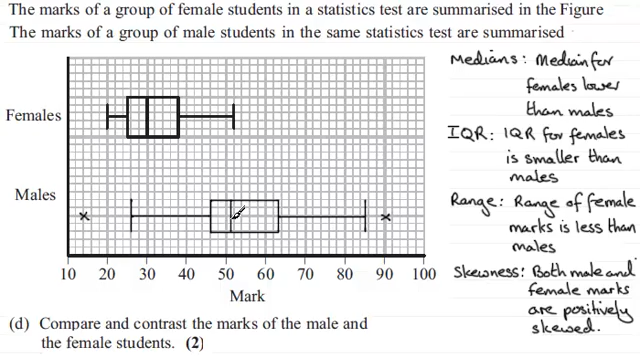 The marks of a group of female students in a statistics test are summarised in the Figure
The marks of a group of male students in the same statistics test are summarised
Females
Males
10 20 30 40 50 60 70 80 90 100
Mark
(d) Compare and contrast the marks of the male and
the female students. (2)
Medians: Median for
females lower
than males
IQR: IQR for females
is smaller than
males
Range: Range of female
marks is less than
males
Skewness: Both male and
female marks
are positively
skewed.